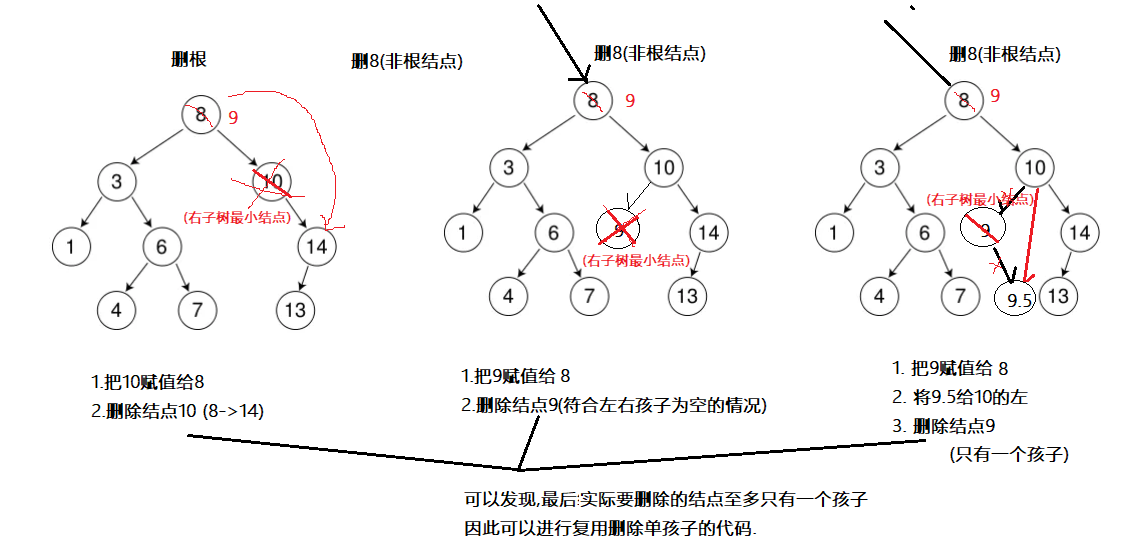 删根
删8(非根结点)
删8(非根结点)
删8(非根结点)
8
9
3
10
(右子树最小结点)
1
6
14
4
7
13
8
9
3
10
1
6
9
14
(右子树最小结点)
4
7
13
8
9
3
10
(右子树最小结点)
1
6
9
14
4
7
9.5
13
1.把10赋值给8
2.删除结点10 (8->14)
1.把9赋值给 8
2.删除结点9(符合左右孩子为空的情况)
1. 把9赋值给 8
2. 将9.5给10的左
3. 删除结点9
(只有一个孩子)
可以发现,最后:实际要删除的结点至多只有一个孩子
因此可以进行复用删除单孩子的代码.